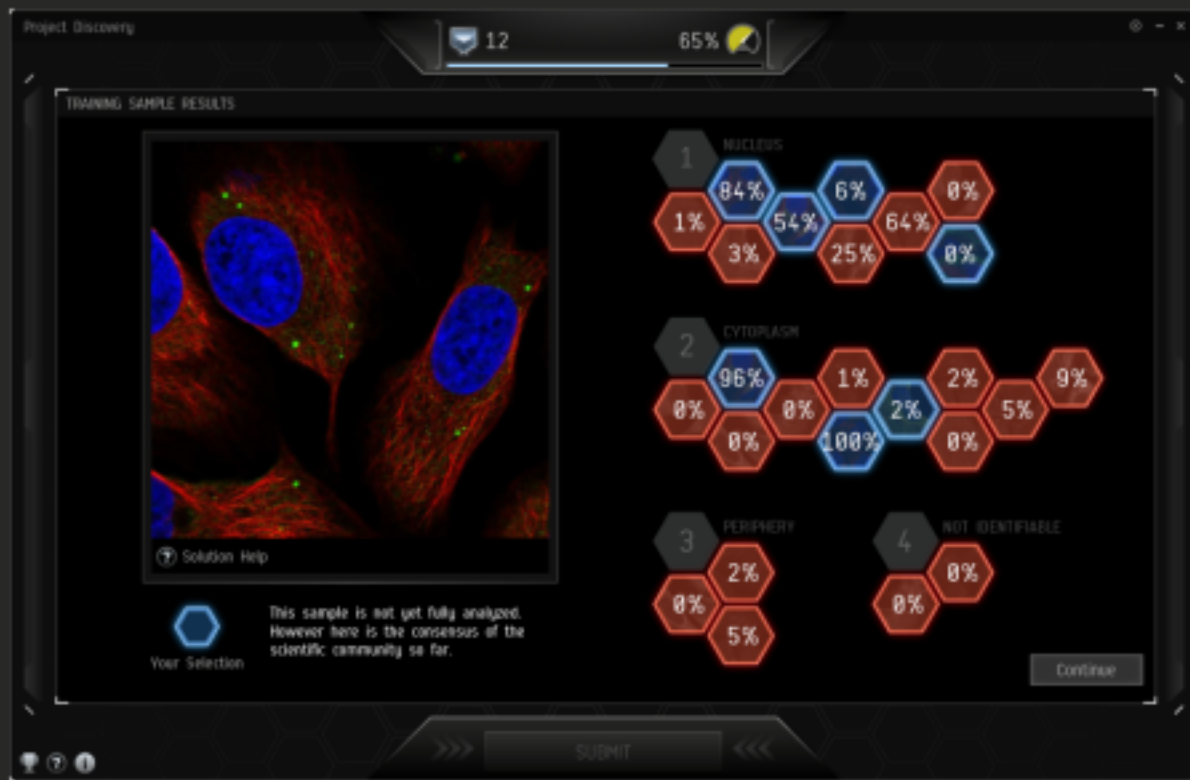 Project Discovery
12
65%
TRAINING SAMPLE RESULTS
1 NUCLEUS
84% 6% 0%
1% 54% 64%
3% 25% 0%
2 CYTOPLASM
96% 1% 2% 9%
0% 0% 2% 5%
0% 100% 0%
3 PERIPHERY
2%
0%
5%
4 NOT IDENTIFIABLE
0%
0%
? Solution Help
Your Selection
This sample is not yet fully analyzed.
However here is the consensus of the
scientific community so far.
Continue
SUBMIT